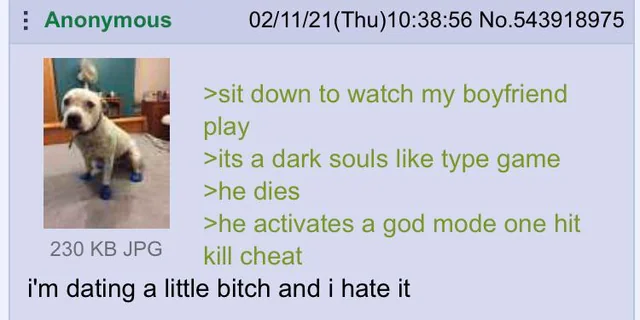 Anonymous 02/11/21(Thu)10:38:56 No.543918975
>sit down to watch my boyfriend
play
>its a dark souls like type game
>he dies
>he activates a god mode one hit
kill cheat
230 KB JPG
i'm dating a little bitch and i hate it